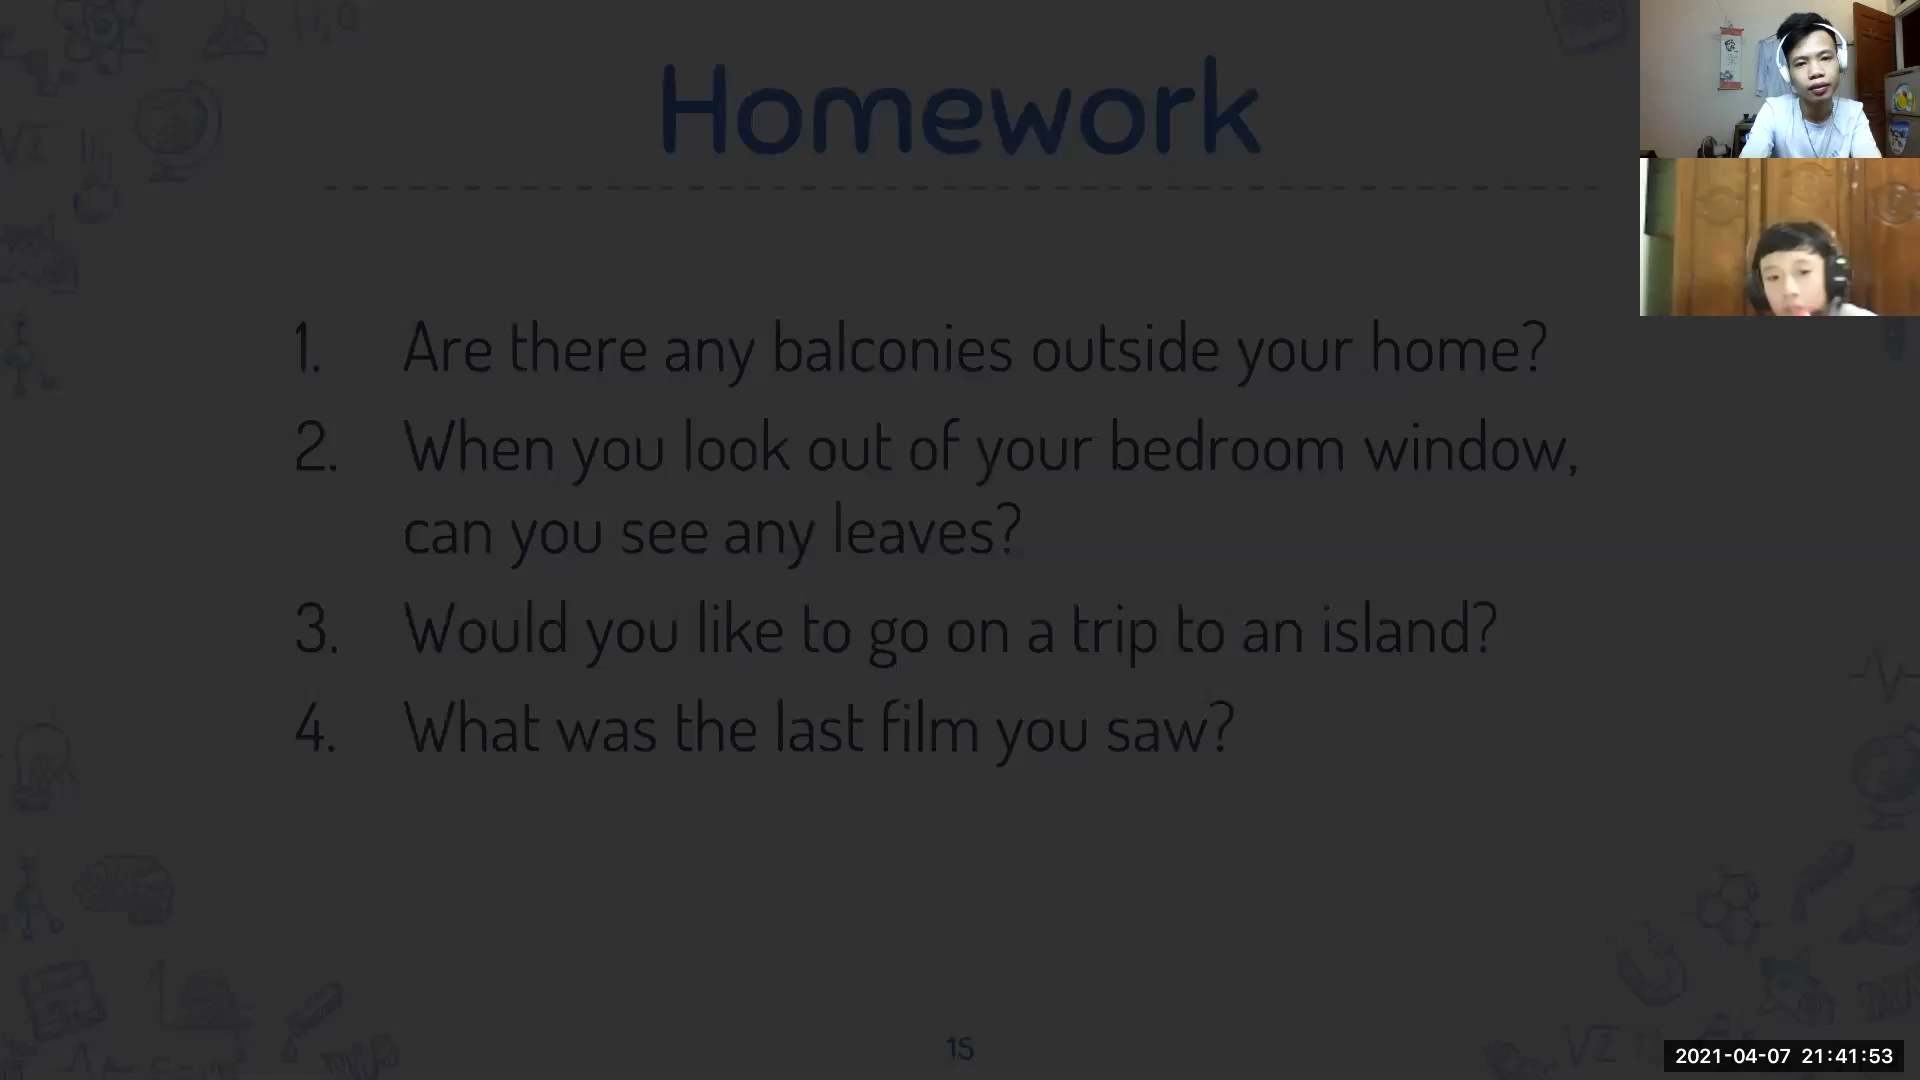 Homework
1. Are there any balconies outside your home?
2. When you look out of your bedroom window,
can you see any leaves?
3. Would you like to go on a trip to an island?
4. What was the last film you saw?
15
2021-04-07 21:41:53